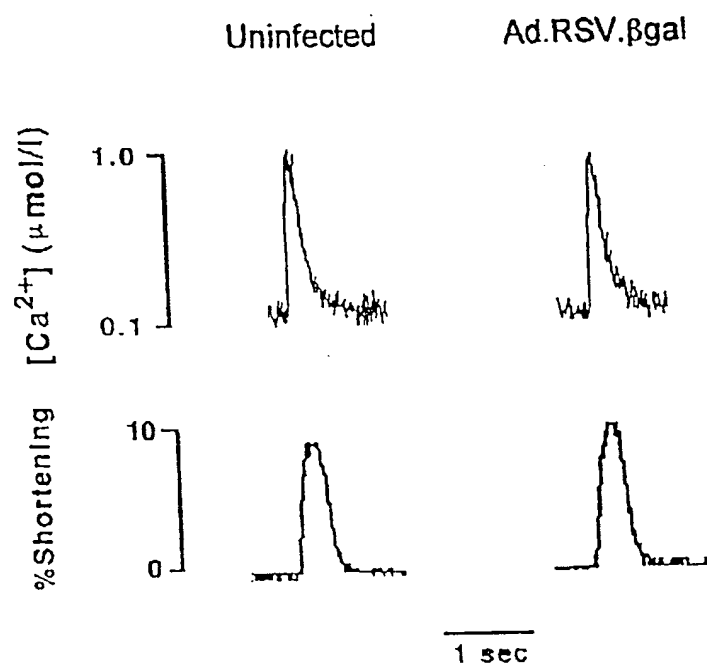 Uninfected
Ad.RSV.βgal
[Ca²⁺] (μmol/l)
1.0
0.1
%Shortening
10
0
1 sec